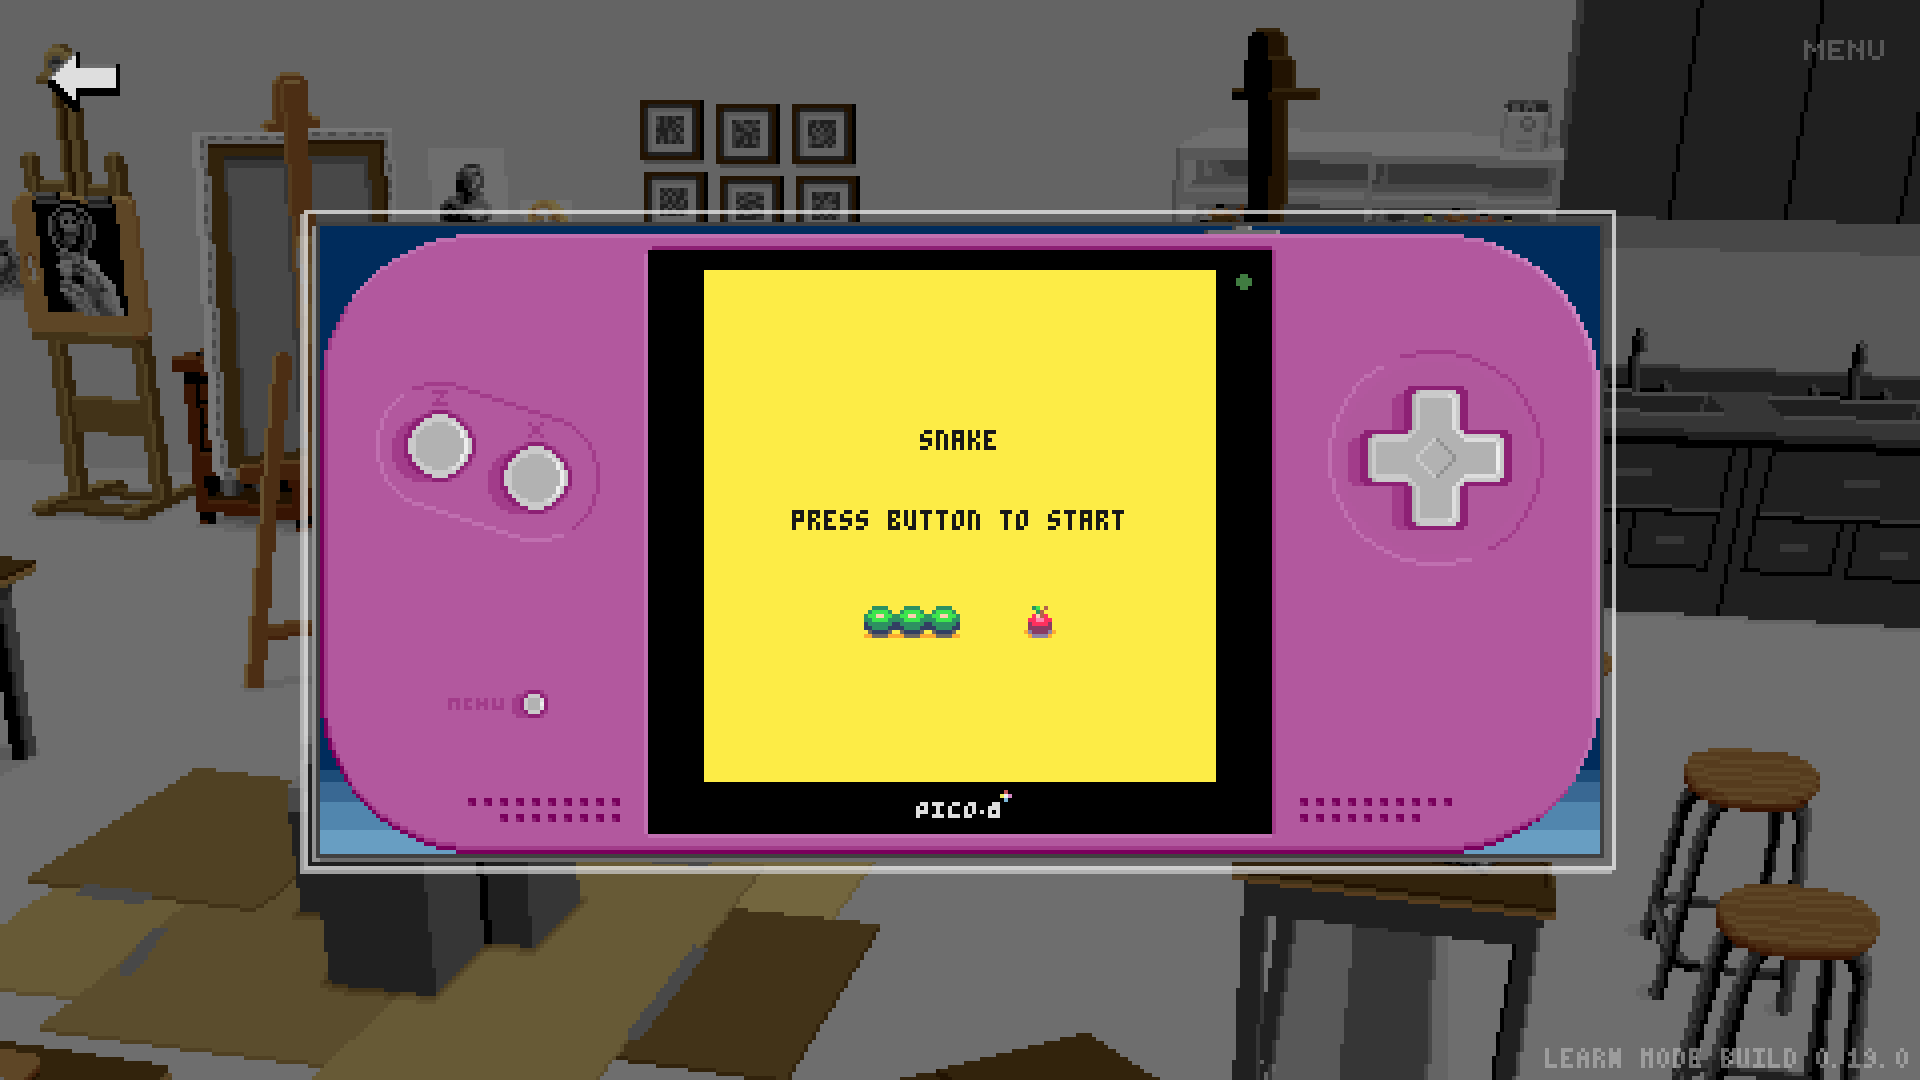 MENU
SNAKE
PRESS BUTTON TO START
Z
X
MENU
PICO-8
LEARN MODE BUILD 0.19.0